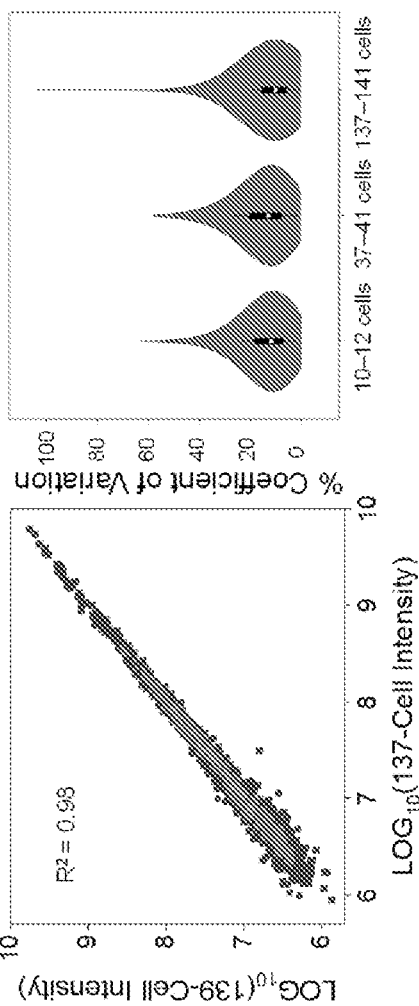 LOG10(139-Cell Intensity)
10
9
8
7
6
R² = 0.98
6
7
8
9
10
LOG10(137-Cell Intensity)
% Coefficient of Variation
100
80
60
40
20
0
10–12 cells
37–41 cells
137–141 cells